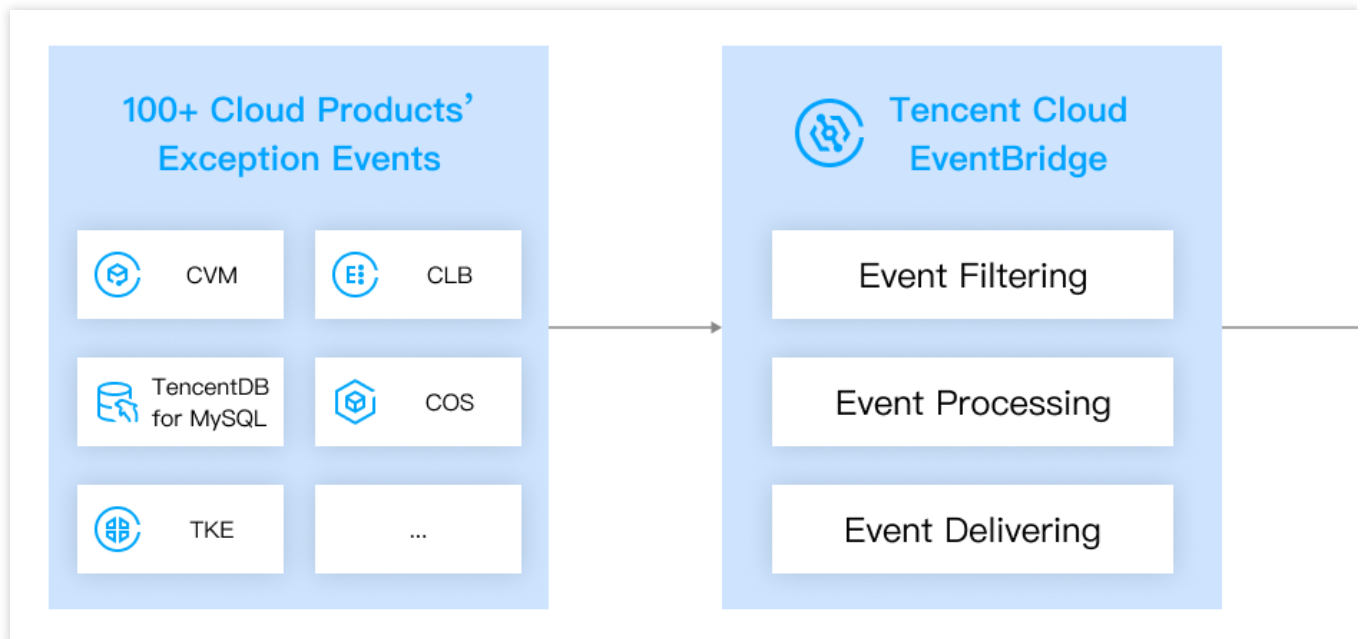 100+ Cloud Products’
Exception Events
CVM
CLB
TencentDB
for MySQL
COS
TKE
...
Tencent Cloud
EventBridge
Event Filtering
Event Processing
Event Delivering